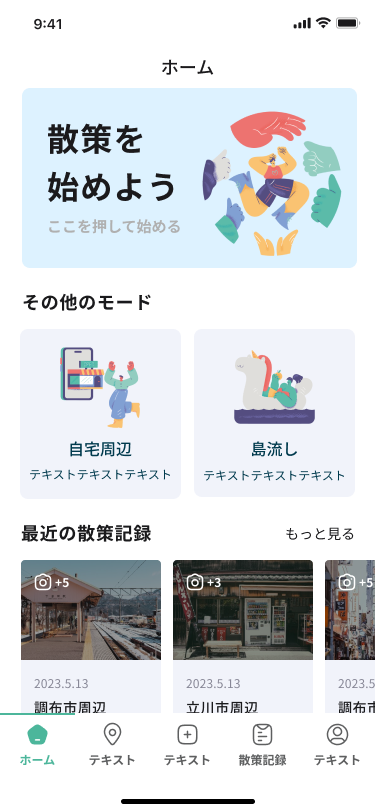 9:41
ホーム
散策を
始めよう
ここを押して始める
その他のモード
自宅周辺
テキストテキストテキスト
島流し
テキストテキストテキスト
最近の散策記録
もっと見る
+5
+3
+5
2023.5.13
調布市周辺
2023.5.13
立川市周辺
2023.5
調布
ホーム
テキスト
テキスト
散策記録
テキスト